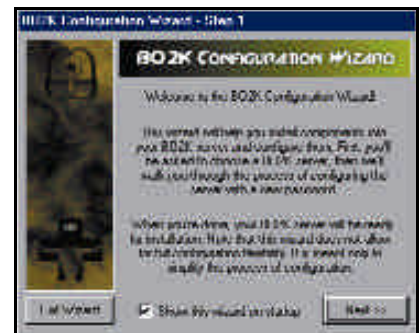 BO2K Configuration Wizard - Step 1
BO2K CONFIGURATION WIZARD
Welcome to the BO2K Configuration Wizard!
This wizard will help you install components into
your BO2K server and configure them. First, you'll
be asked to choose a BO2K server, then we'll
walk you through the process of configuring the
server with a new password.
When you're done, your BO2K server will be ready
for installation. Note that this wizard does not allow
for full configuration flexibility. It is meant only to
simplify the process of configuration.
Exit Wizard
Show this wizard on startup
Next >>